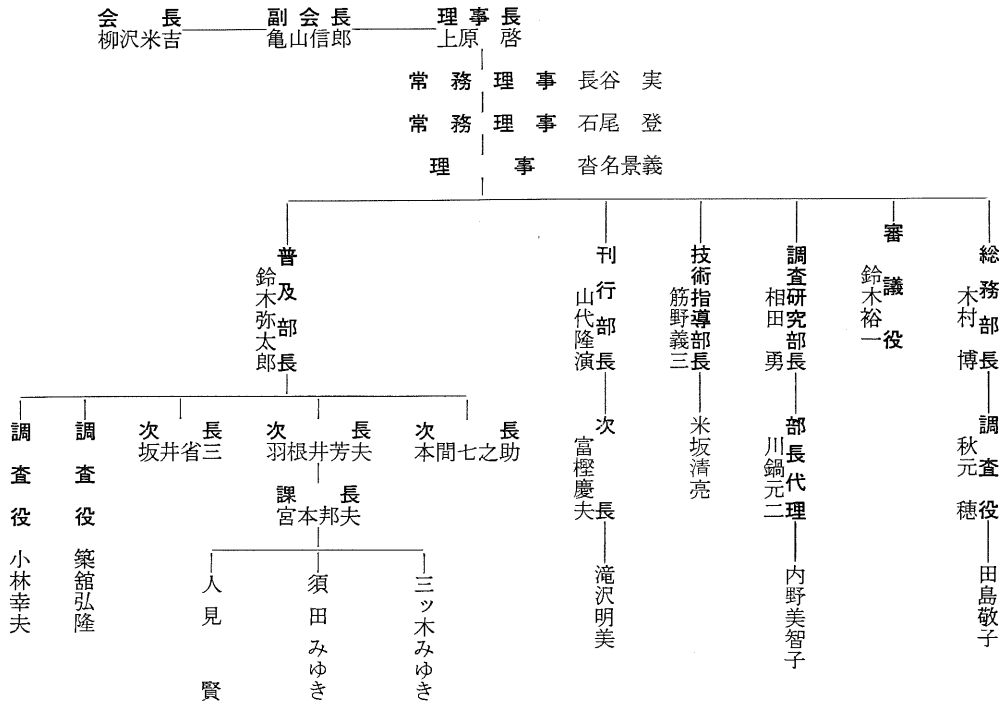 会長
柳沢米吉
副会長
亀山信郎
理事長
上原 啓
常務理事 長谷 実
常務理事 石尾 登
理事 沓名景義
総務部長
木村 博
調査役
秋元 穂
田島敬子
審議役
鈴木裕一
調査研究部長
相田 勇
部長代理
川鍋元二
内野美智子
技術指導部長
筋野義三
米坂清亮
刊行部長
山代隆演
次長
富樫慶夫
滝沢明美
普及部長
鈴木弥太郎
次長
本間七之助
次長
羽根井芳夫
課長
宮本邦夫
三ッ木みゆき
須田みゆき
人見 賢
次長
坂井省三
調査役
築舘弘隆
調査役
小林幸夫